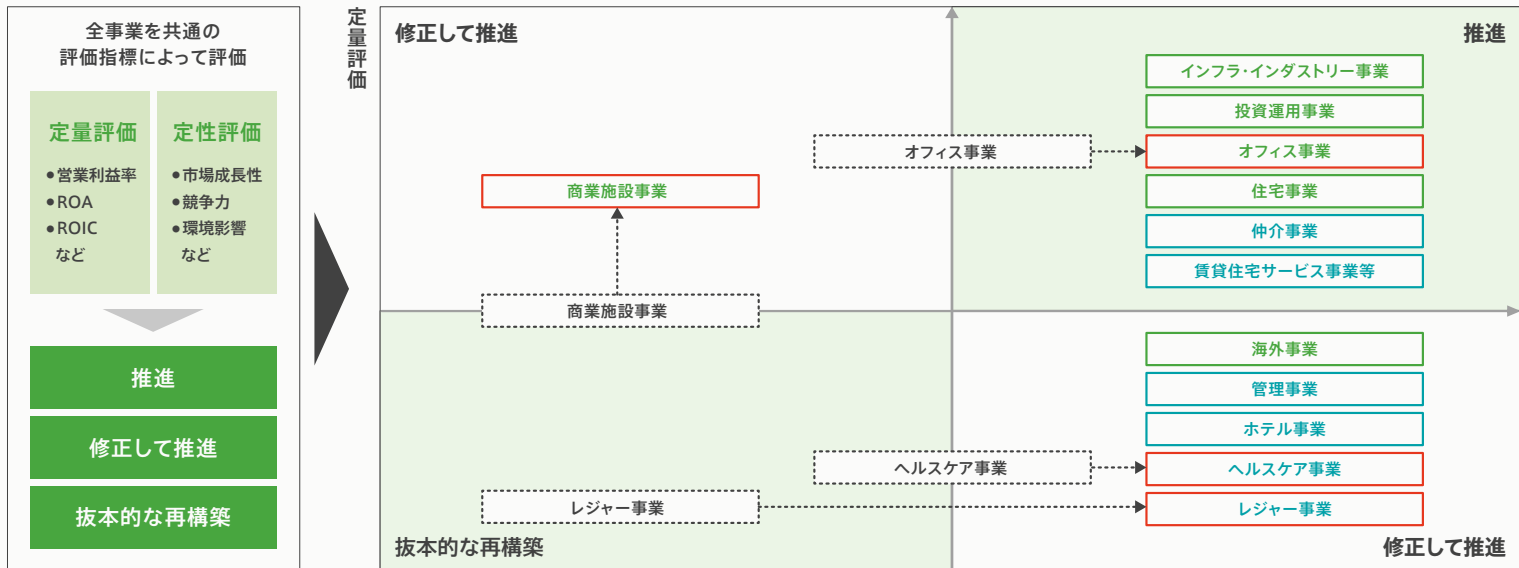 全事業を共通の
評価指標によって評価
定量評価
●営業利益率
●ROA
●ROIC
など
定性評価
●市場成長性
●競争力
●環境影響
など
推進
修正して推進
抜本的な再構築
定量評価
修正して推進
推進
インフラ・インダストリー事業
投資運用事業
オフィス事業
オフィス事業
住宅事業
商業施設事業
仲介事業
賃貸住宅サービス事業等
商業施設事業
海外事業
管理事業
ホテル事業
ヘルスケア事業
ヘルスケア事業
レジャー事業
レジャー事業
抜本的な再構築
修正して推進